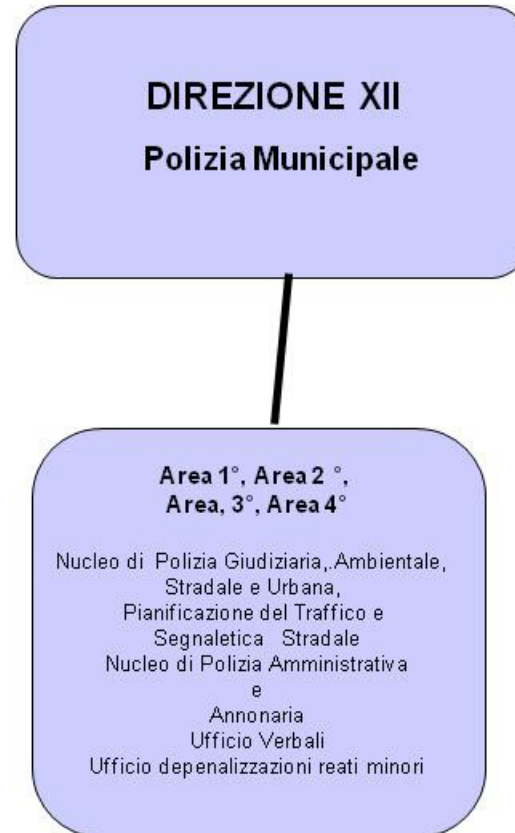 DIREZIONE XII
Polizia Municipale
Area 1°, Area 2 °,
Area, 3°, Area 4°
Nucleo di Polizia Giudiziaria,.Ambientale,
Stradale e Urbana,
Pianificazione del Traffico e
Segnaletica Stradale
Nucleo di Polizia Amministrativa
e
Annonaria
Ufficio Verbali
Ufficio depenalizzazioni reati minori